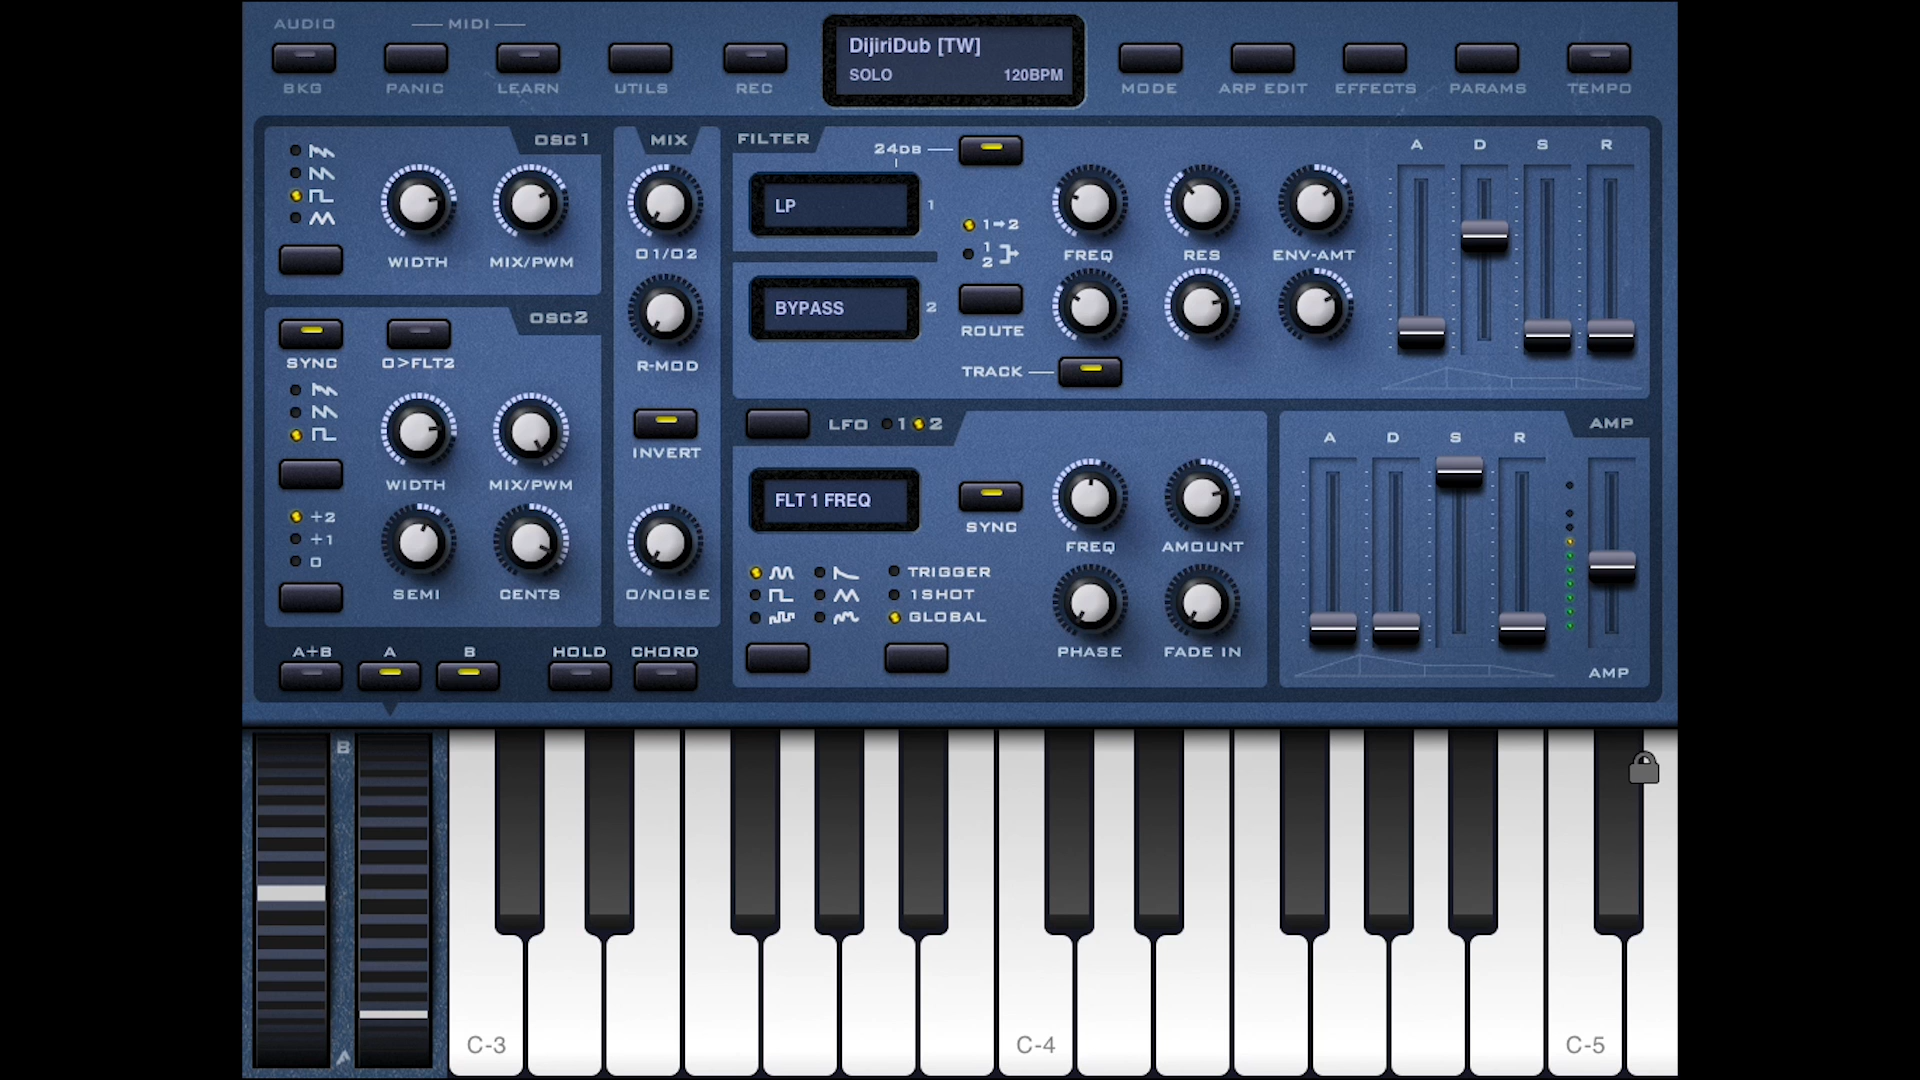 AUDIO
MIDI
BKG
PANIC
LEARN
UTILS
REC
DijiriDub [TW]
SOLO 120BPM
MODE
ARP EDIT
EFFECTS
PARAMS
TEMPO
OSC1
WIDTH
MIX/PWM
OSC2
SYNC
O>FLT2
WIDTH
MIX/PWM
+2
+1
0
SEMI
CENTS
MIX
O1/O2
R-MOD
INVERT
O/NOISE
FILTER
24DB
LP
1
1→2
1
2
BYPASS
2
ROUTE
TRACK
FREQ
RES
ENV-AMT
A D S R
LFO 1 2
FLT 1 FREQ
SYNC
FREQ
AMOUNT
TRIGGER
1SHOT
GLOBAL
PHASE
FADE IN
AMP
A D S R
AMP
A+B
A
B
HOLD
CHORD
B
A
C-3
C-4
C-5